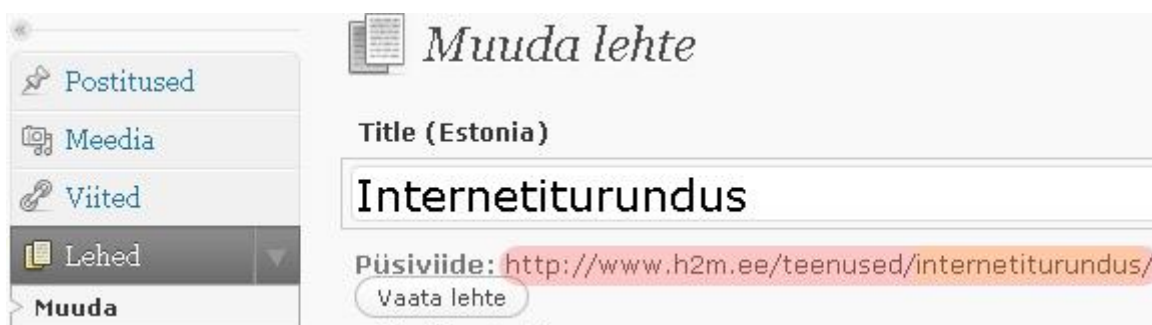 Muuda lehte
Postitused
Meedia
Viited
Lehed
Muuda
Title (Estonia)
Internetiturundus
Püsiviide: http://www.h2m.ee/teenused/internetiturundus/
Vaata lehte